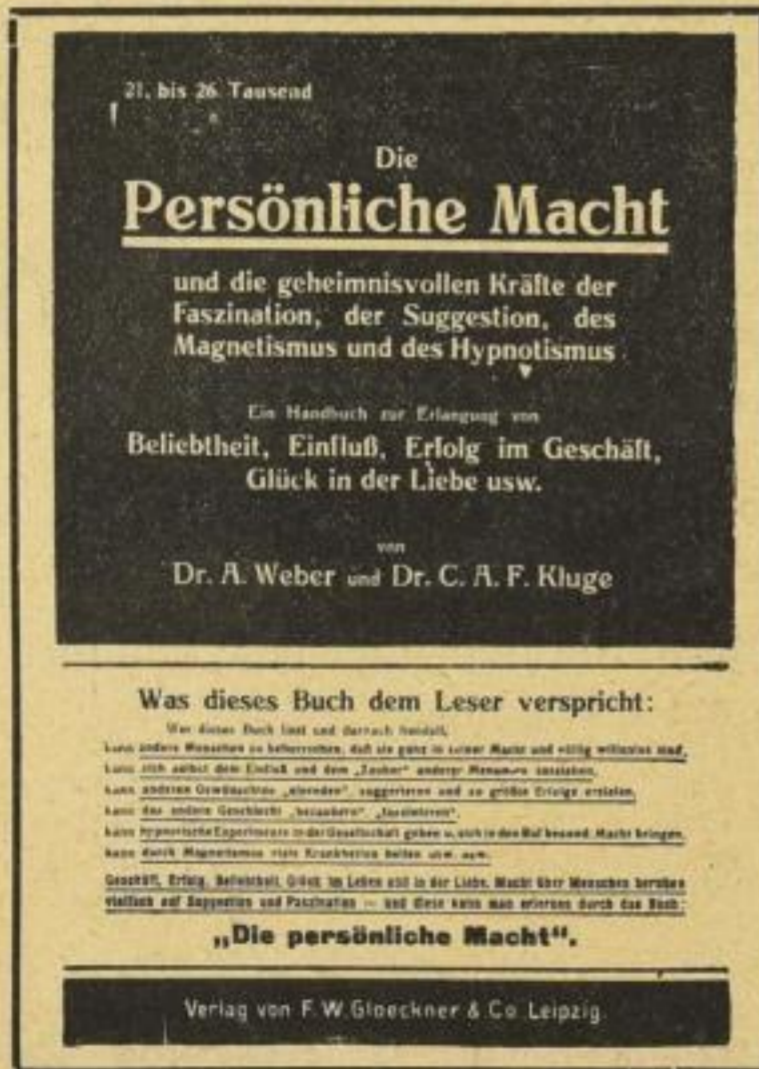 21. bis 26. Tausend
Die
Persönliche Macht
und die geheimnisvollen Kräfte der
Faszination, der Suggestion, des
Magnetismus und des Hypnotismus
Ein Handbuch zur Erlangung von
Beliebtheit, Einfluß, Erfolg im Geschäft,
Glück in der Liebe usw.
von
Dr. A. Weber und Dr. C. A. F. Kluge
Was dieses Buch dem Leser verspricht:
Wer dieses Buch liest und darnach handelt,
kann andere Menschen so beherrschen, daß sie ganz in seiner Macht und völlig willenlos sind,
kann sich selbst dem Einfluß und dem „Zauber“ anderer Menschen entziehen,
kann anderen Gewünschtes suggerieren und so größte Erfolge erzielen,
kann das andere Geschlecht „bezaubern“, „faszinieren“,
kann hypnotische Experimente in der Gesellschaft geben u. sich in den Ruf besond. Macht bringen,
kann durch Magnetismus viele Krankheiten heilen usw. usw.
Geschäft, Erfolg, Beliebtheit, Glück im Leben und in der Liebe, Macht über Menschen beruhen
vielfach auf Suggestion und Faszination — und diese kann man erlernen durch das Buch:
„Die persönliche Macht“.
Verlag von F. W. Gloeckner & Co. Leipzig.